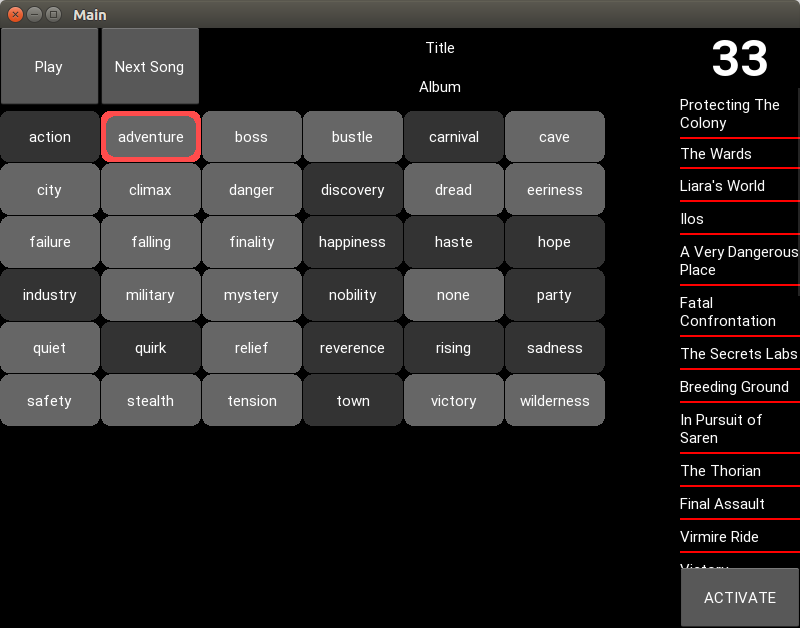 Main
Play
Next Song
Title
Album
33
action
adventure
boss
bustle
carnival
cave
city
climax
danger
discovery
dread
eeriness
failure
falling
finality
happiness
haste
hope
industry
military
mystery
nobility
none
party
quiet
quirk
relief
reverence
rising
sadness
safety
stealth
tension
town
victory
wilderness
Protecting The
Colony
The Wards
Liara's World
Ilos
A Very Dangerous
Place
Fatal
Confrontation
The Secrets Labs
Breeding Ground
In Pursuit of
Saren
The Thorian
Final Assault
Virmire Ride
Victory
ACTIVATE